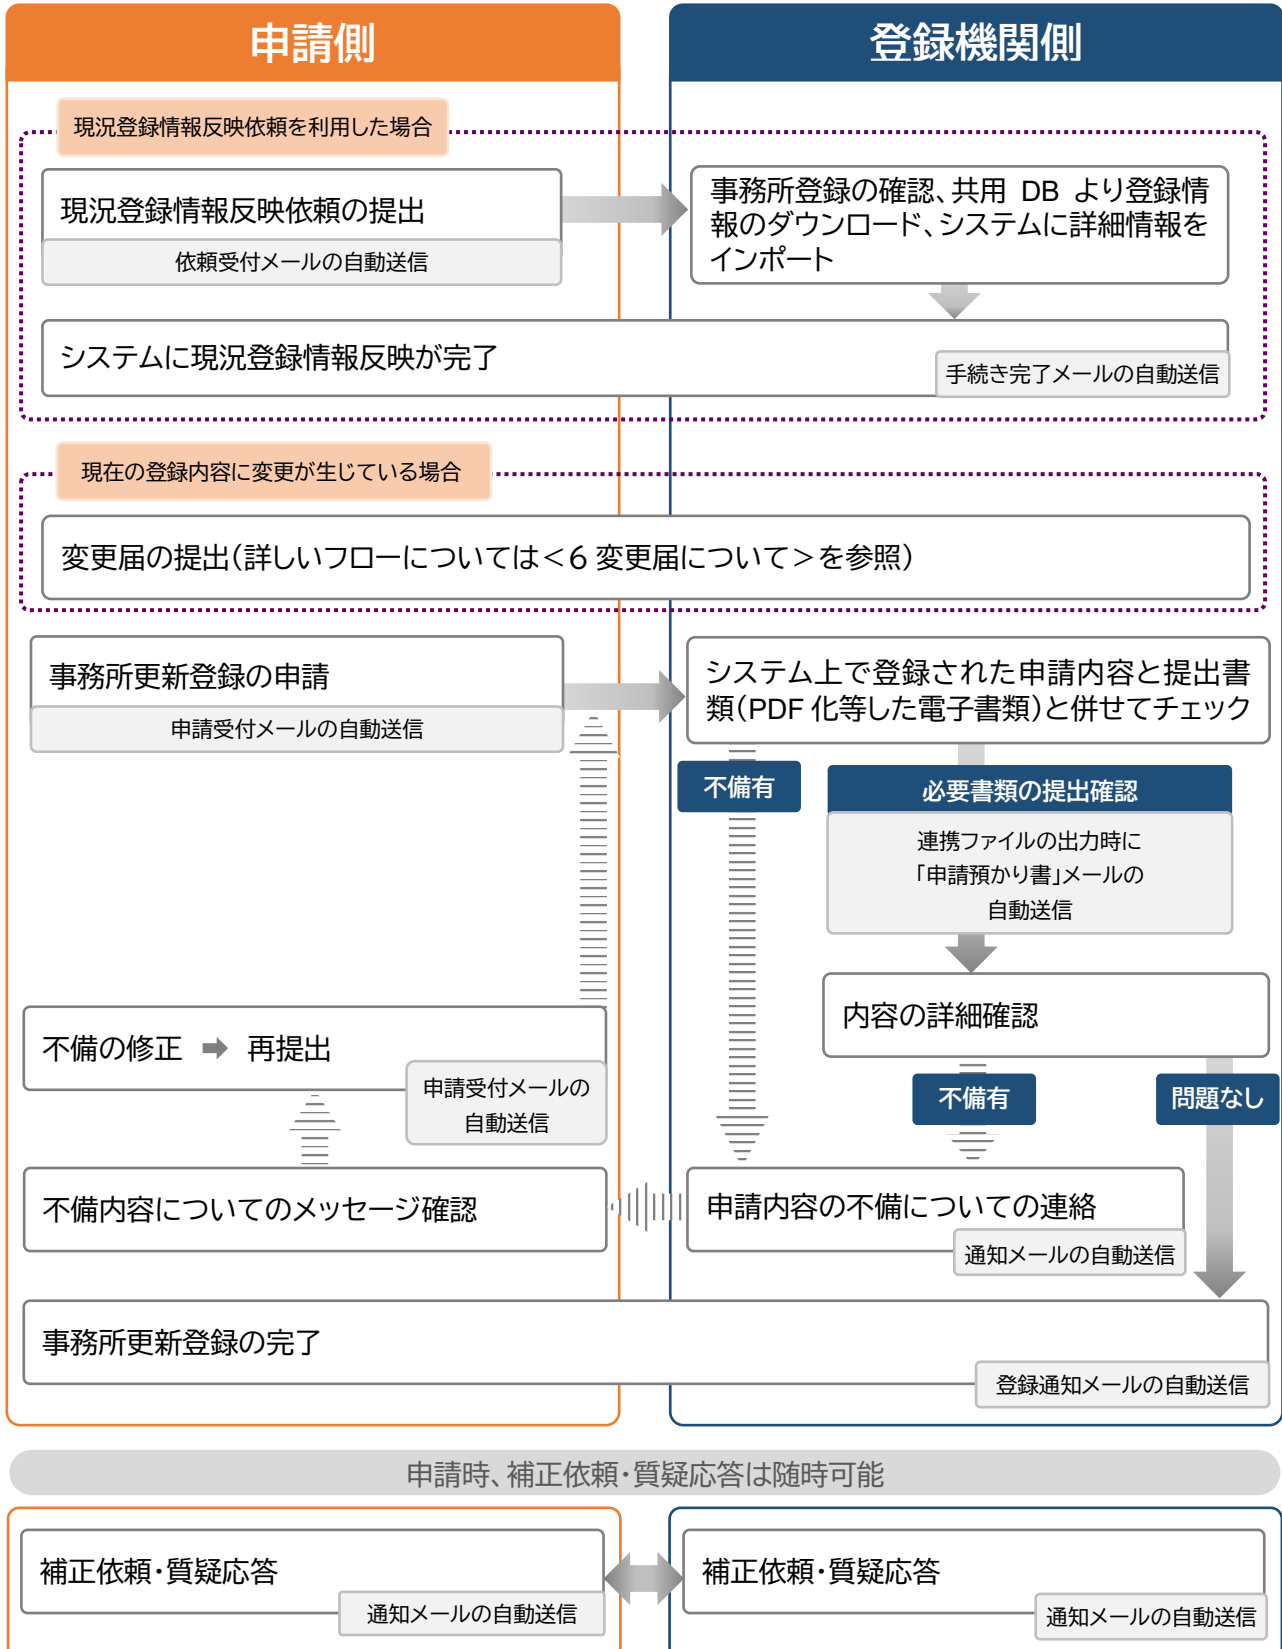 申請側
登録機関側
現況登録情報反映依頼を利用した場合
現況登録情報反映依頼の提出
依頼受付メールの自動送信
事務所登録の確認、共用 DB より登録情
報のダウンロード、システムに詳細情報を
インポート
システムに現況登録情報反映が完了
手続き完了メールの自動送信
現在の登録内容に変更が生じている場合
変更届の提出（詳しいフローについては＜6 変更届について＞を参照）
事務所更新登録の申請
申請受付メールの自動送信
システム上で登録された申請内容と提出書
類（PDF 化等した電子書類）と併せてチェック
不備有
必要書類の提出確認
連携ファイルの出力時に
「申請預かり書」メールの
自動送信
内容の詳細確認
不備の修正 ➡ 再提出
申請受付メールの
自動送信
不備有
問題なし
不備内容についてのメッセージ確認
申請内容の不備についての連絡
通知メールの自動送信
事務所更新登録の完了
登録通知メールの自動送信
申請時、補正依頼・質疑応答は随時可能
補正依頼・質疑応答
通知メールの自動送信
補正依頼・質疑応答
通知メールの自動送信